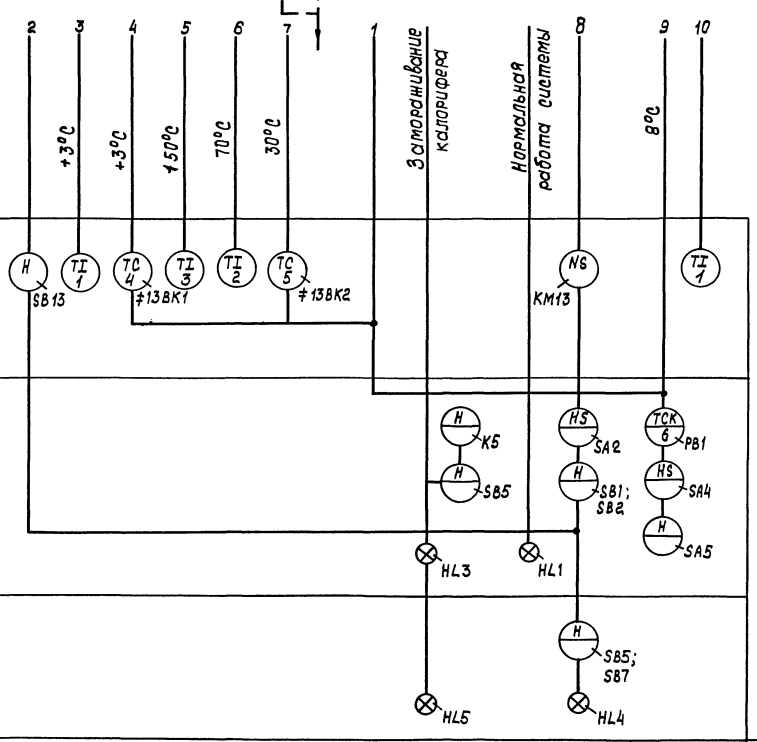 2 3 4 5 6 7 1 8 9 10
+3°С
+3°С
+50°С
70°С
30°С
Замораживание
калорифера
Нормальная
работа системы
8°С
H
SB13
TI
1
TC
4
‡13BK1
TI
3
TI
2
TC
5
‡13BK2
NS
KM13
TI
1
H
K5
H
SB5
HS
SA2
H
SB1;
SB2
TCK
6
PB1
HS
SA4
H
SA5
HL3
HL1
H
SB5;
SB7
HL5
HL4